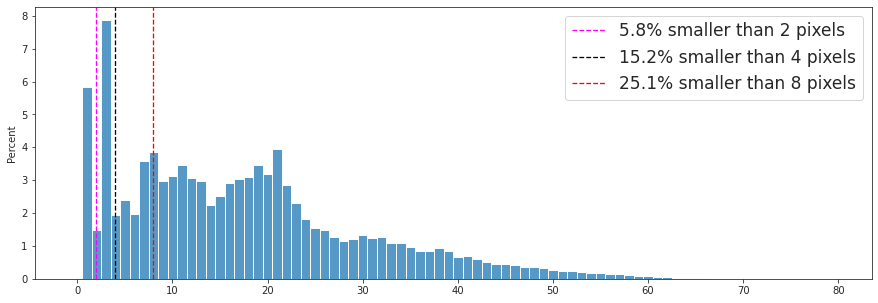 5.8% smaller than 2 pixels
15.2% smaller than 4 pixels
25.1% smaller than 8 pixels
Percent
8
7
6
5
4
3
2
1
0
0 10 20 30 40 50 60 70 80